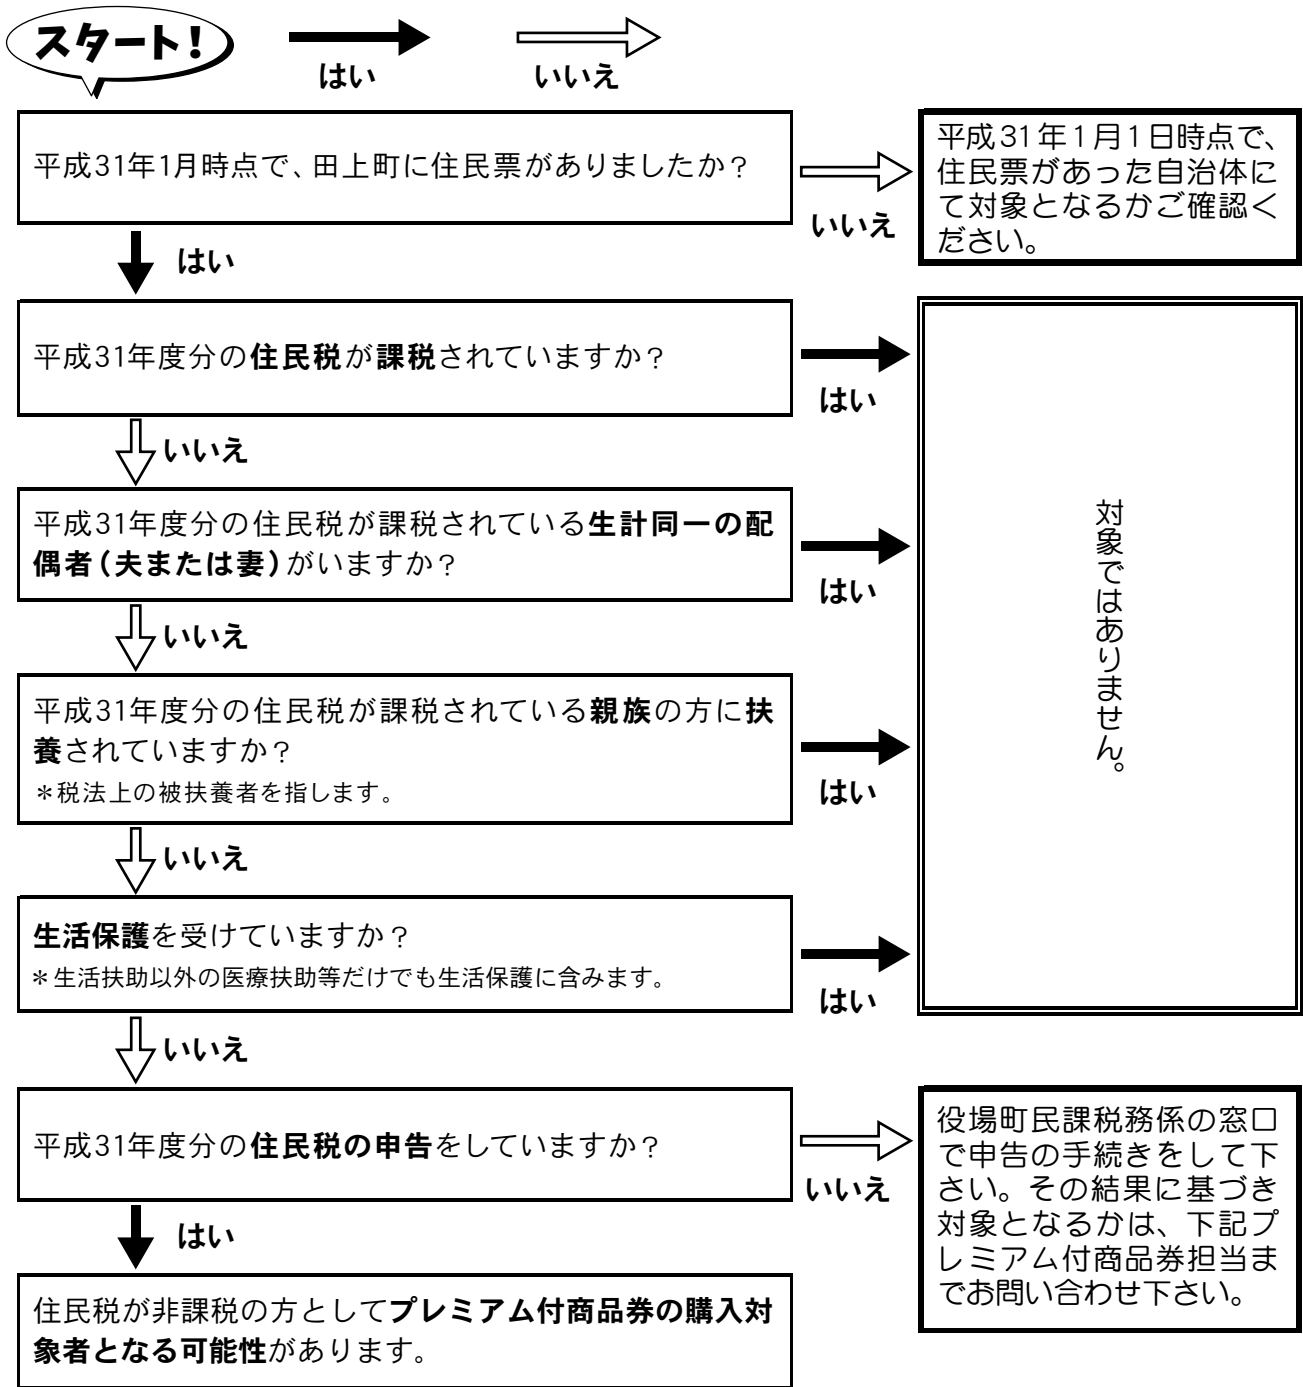 スタート！
はい
いいえ
平成31年1月時点で、田上町に住民票がありましたか？
いいえ
平成31年1月1日時点で、
住民票があった自治体に
て対象となるかご確認く
ださい。
はい
平成31年度分の住民税が課税されていますか？
はい
対象ではありません。
いいえ
平成31年度分の住民税が課税されている生計同一の配
偶者（夫または妻）がいますか？
はい
いいえ
平成31年度分の住民税が課税されている親族の方に扶
養されていますか？
＊税法上の被扶養者を指します。
はい
いいえ
生活保護を受けていますか？
＊生活扶助以外の医療扶助等だけでも生活保護に含みます。
はい
いいえ
平成31年度分の住民税の申告をしていますか？
いいえ
役場町民課税務係の窓口
で申告の手続きをして下
さい。その結果に基づき
対象となるかは、下記プ
レミアム付商品券担当ま
でお問い合わせ下さい。
はい
住民税が非課税の方としてプレミアム付商品券の購入対
象者となる可能性があります。